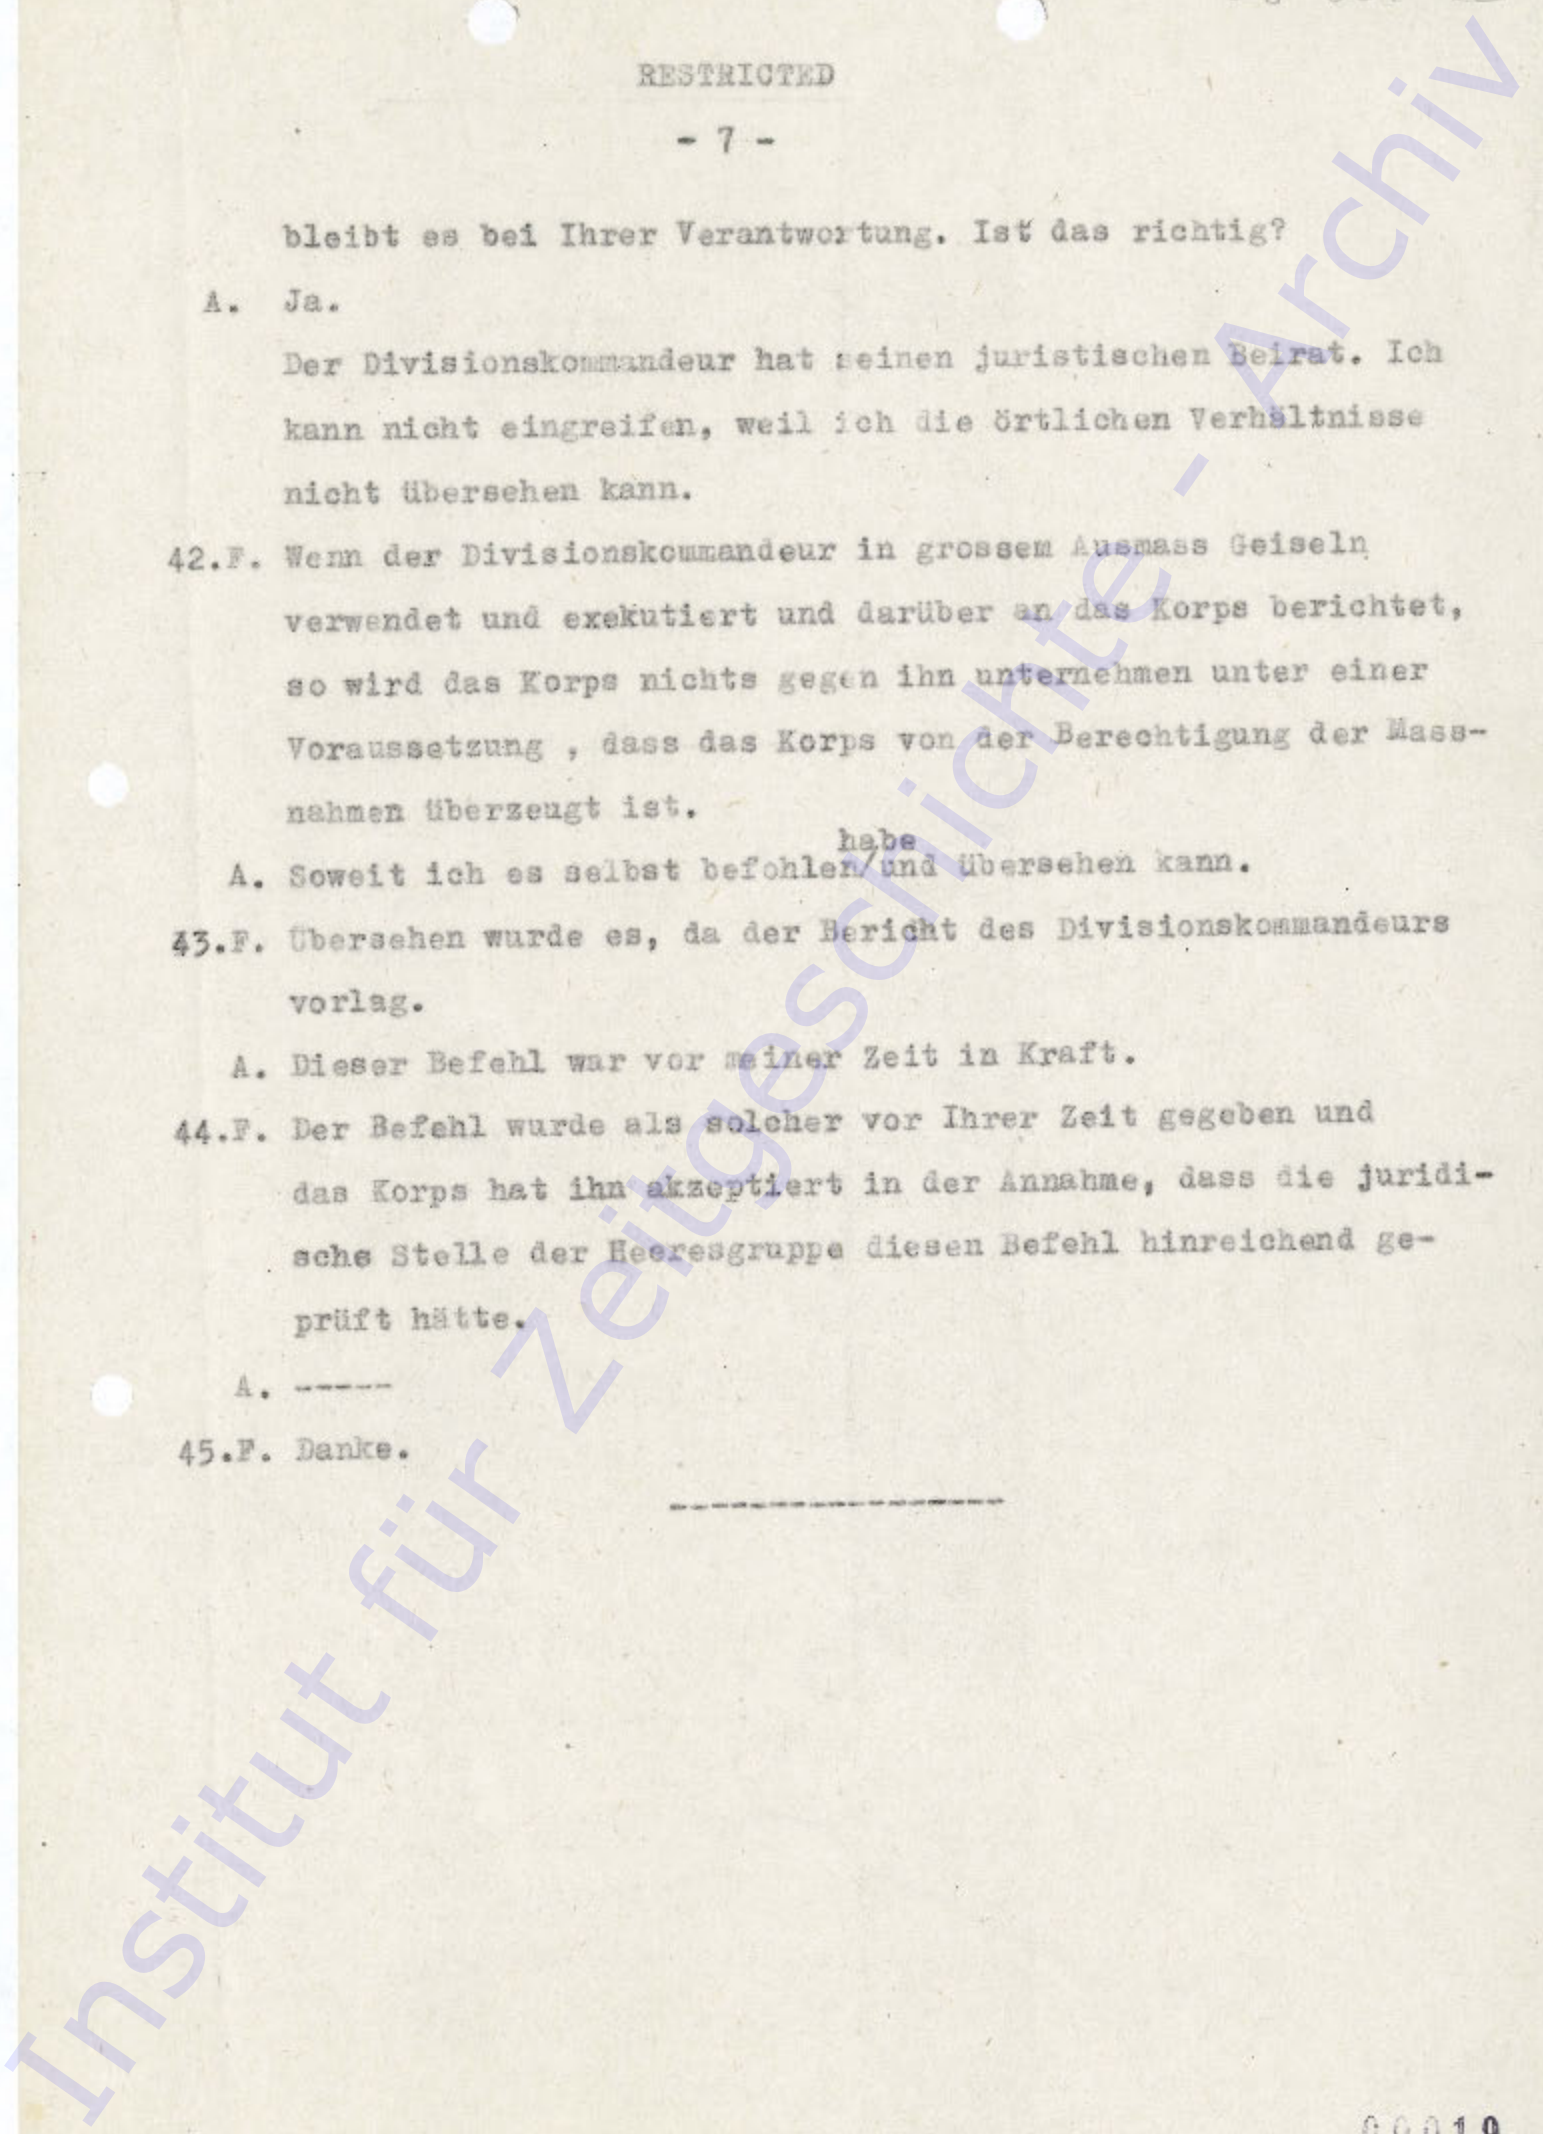 RESTRICTED
- 7 -
bleibt es bei Ihrer Verantwortung. Ist das richtig?
A. Ja.
Der Divisionskommandeur hat seinen juristischen Beirat. Ich
kann nicht eingreifen, weil ich die örtlichen Verhältnisse
nicht übersehen kann.
42.F. Wenn der Divisionskommandeur in grossem Ausmass Geiseln
verwendet und exekutiert und darüber an das Korps berichtet,
so wird das Korps nichts gegen ihn unternehmen unter einer
Voraussetzung , dass das Korps von der Berechtigung der Mass-
nahmen überzeugt ist.
habe
A. Soweit ich es selbst befohlen/und übersehen kann.
43.F. Übersehen wurde es, da der Bericht des Divisionskommandeurs
vorlag.
A. Dieser Befehl war vor meiner Zeit in Kraft.
44.F. Der Befehl wurde als solcher vor Ihrer Zeit gegeben und
das Korps hat ihn akzeptiert in der Annahme, dass die juridi-
sche Stelle der Heeresgruppe diesen Befehl hinreichend ge-
prüft hätte.
A. -----
45.F. Danke.
-----------------
Institut für Zeitgeschichte - Archiv
00019